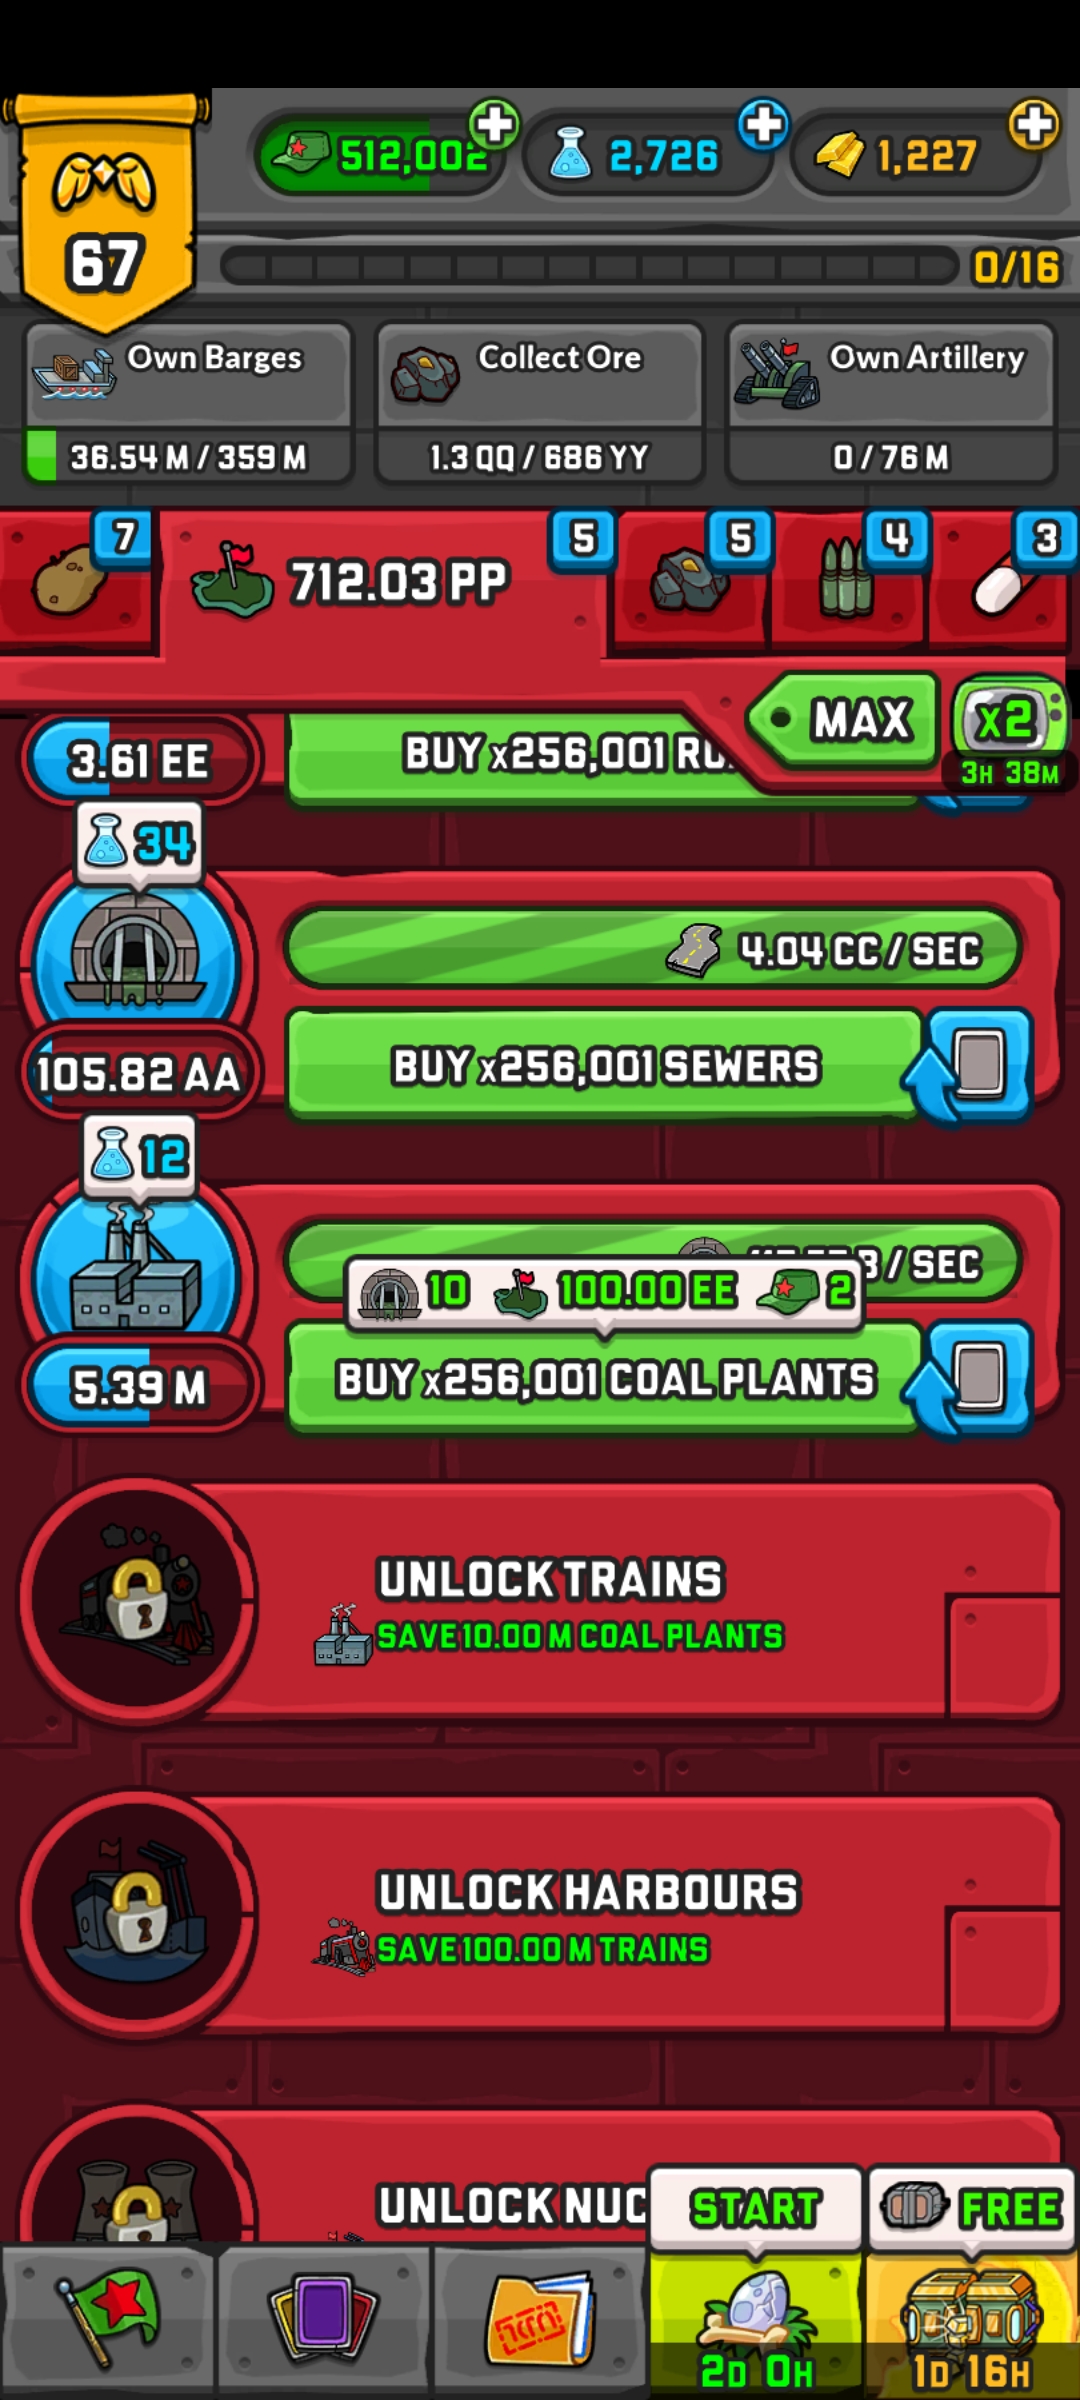 512,002
2,726
1,227
67
0/16
Own Barges
Collect Ore
Own Artillery
36.54 M / 359 M
1.3 QQ / 686 YY
0 / 76 M
7
712.03 PP
5
5
4
3
MAX
x2
3H 38M
3.61 EE
BUY x256,001
34
4.04 CC / SEC
105.82 AA
BUY x256,001 SEWERS
12
/ SEC
10
100.00 EE
2
5.39 M
BUY x256,001 COAL PLANTS
UNLOCK TRAINS
SAVE 10.00 M COAL PLANTS
UNLOCK HARBOURS
SAVE 100.00 M TRAINS
UNLOCK NUC
START
FREE
2D 0H
1D 16H